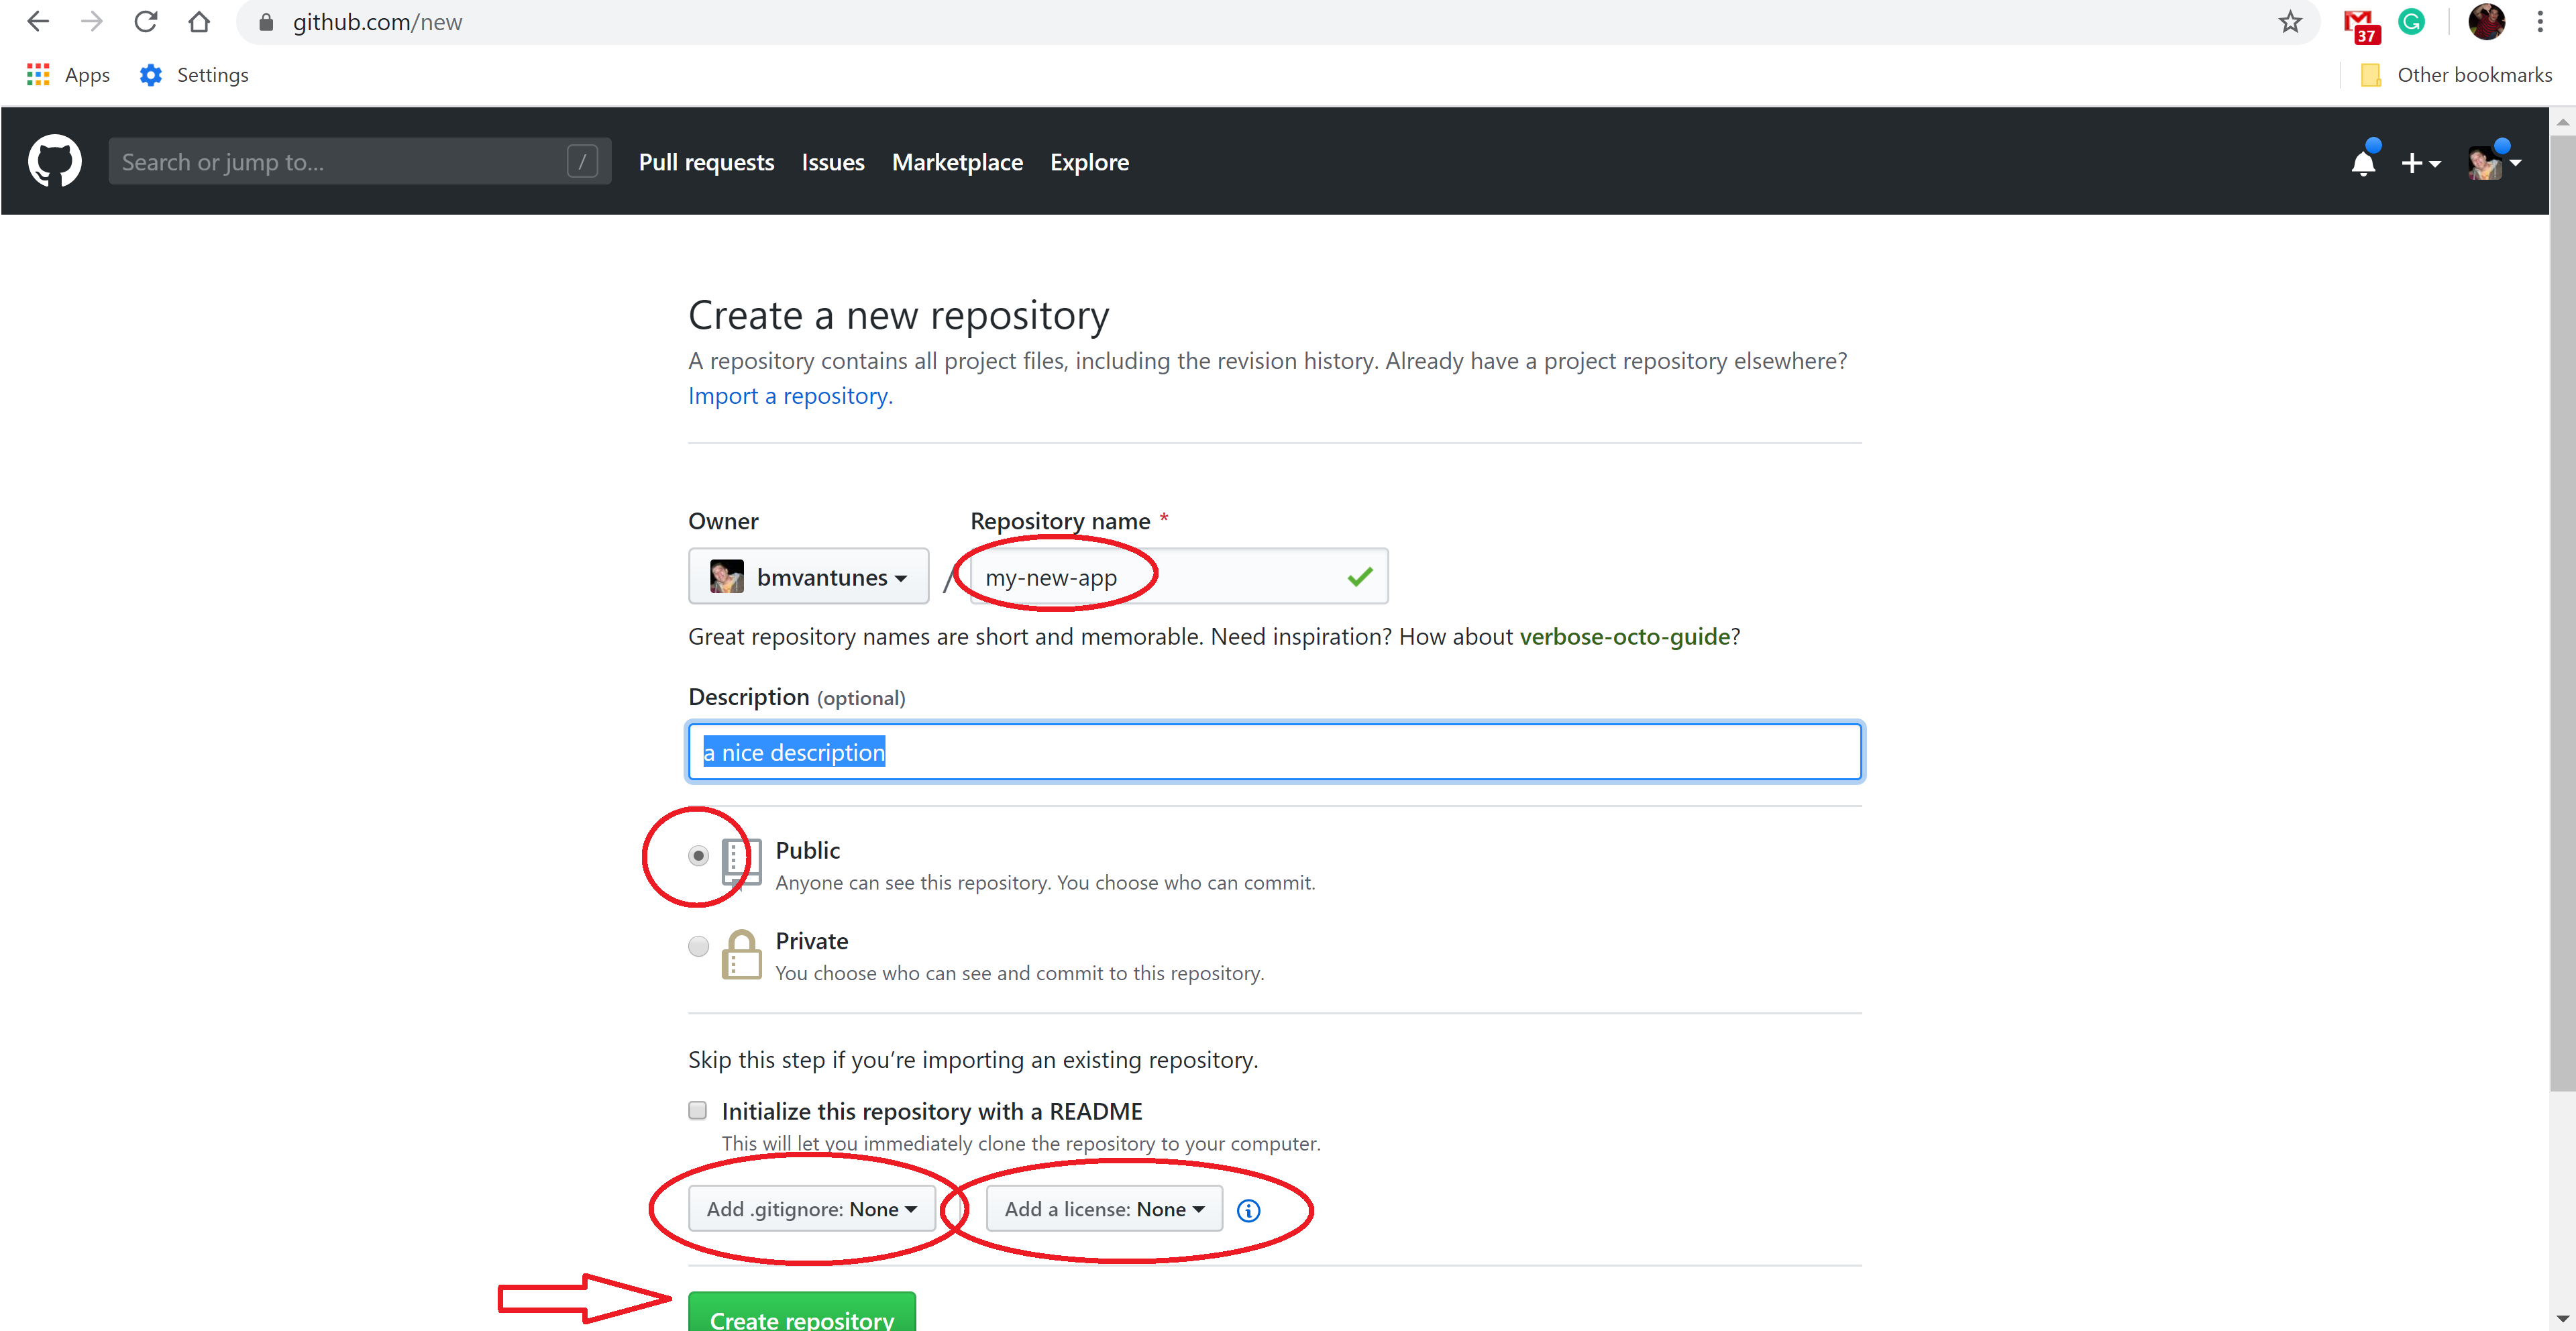 github.com/new
37
Apps Settings Other bookmarks
Search or jump to... / Pull requests Issues Marketplace Explore
Create a new repository
A repository contains all project files, including the revision history. Already have a project repository elsewhere?
Import a repository.
Owner Repository name *
bmvantunes / my-new-app
Great repository names are short and memorable. Need inspiration? How about verbose-octo-guide?
Description (optional)
a nice description
Public
Anyone can see this repository. You choose who can commit.
Private
You choose who can see and commit to this repository.
Skip this step if you’re importing an existing repository.
Initialize this repository with a README
This will let you immediately clone the repository to your computer.
Add .gitignore: None Add a license: None
Create repository